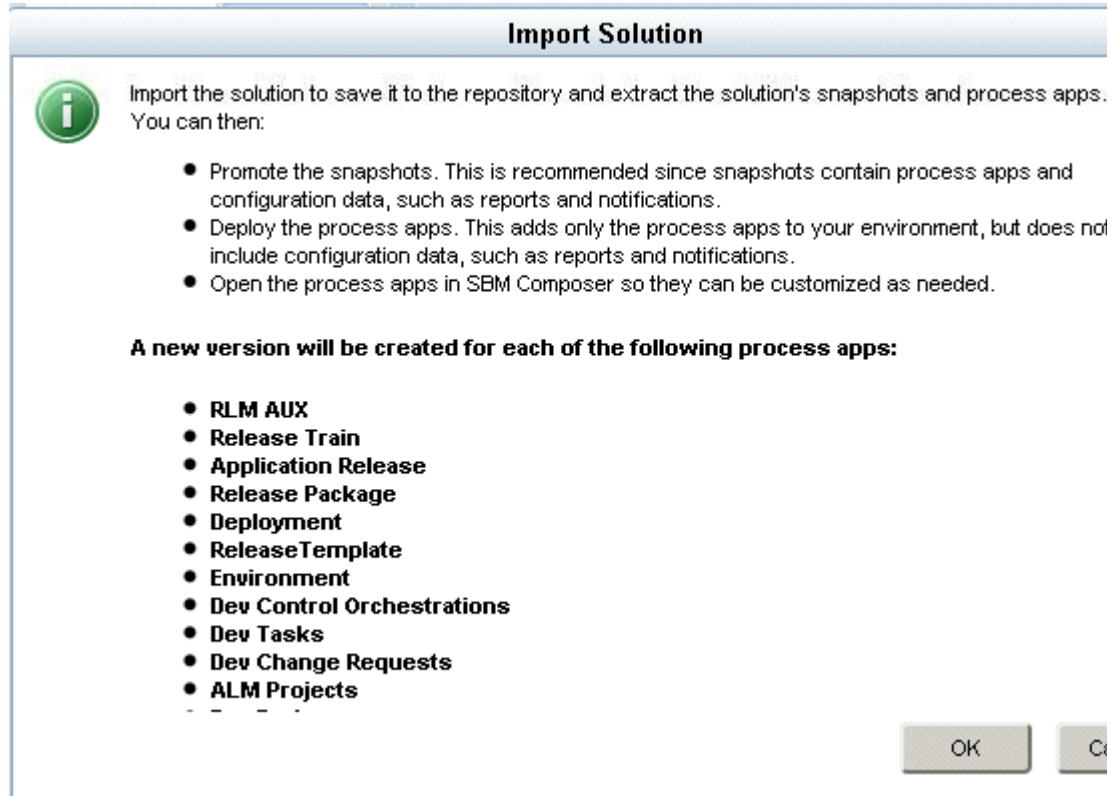 Import Solution
Import the solution to save it to the repository and extract the solution's snapshots and process apps.
You can then:
● Promote the snapshots. This is recommended since snapshots contain process apps and
configuration data, such as reports and notifications.
● Deploy the process apps. This adds only the process apps to your environment, but does not
include configuration data, such as reports and notifications.
● Open the process apps in SBM Composer so they can be customized as needed.
A new version will be created for each of the following process apps:
● RLM AUX
● Release Train
● Application Release
● Release Package
● Deployment
● ReleaseTemplate
● Environment
● Dev Control Orchestrations
● Dev Tasks
● Dev Change Requests
● ALM Projects
OK